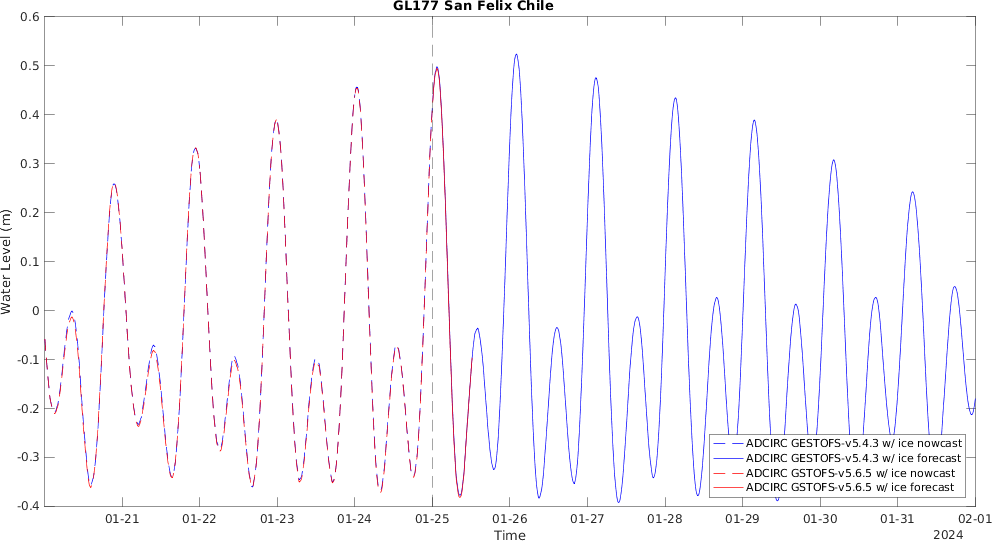 GL177 San Felix Chile
0.6
0.5
0.4
0.3
0.2
0.1
0
-0.1
-0.2
-0.3
-0.4
Water Level (m)
ADCIRC GESTOFS-v5.4.3 w/ ice nowcast
ADCIRC GESTOFS-v5.4.3 w/ ice forecast
ADCIRC GSTOFS-v5.6.5 w/ ice nowcast
ADCIRC GSTOFS-v5.6.5 w/ ice forecast
01-21 01-22 01-23 01-24 01-25 01-26 01-27 01-28 01-29 01-30 01-31 02-01
Time
2024